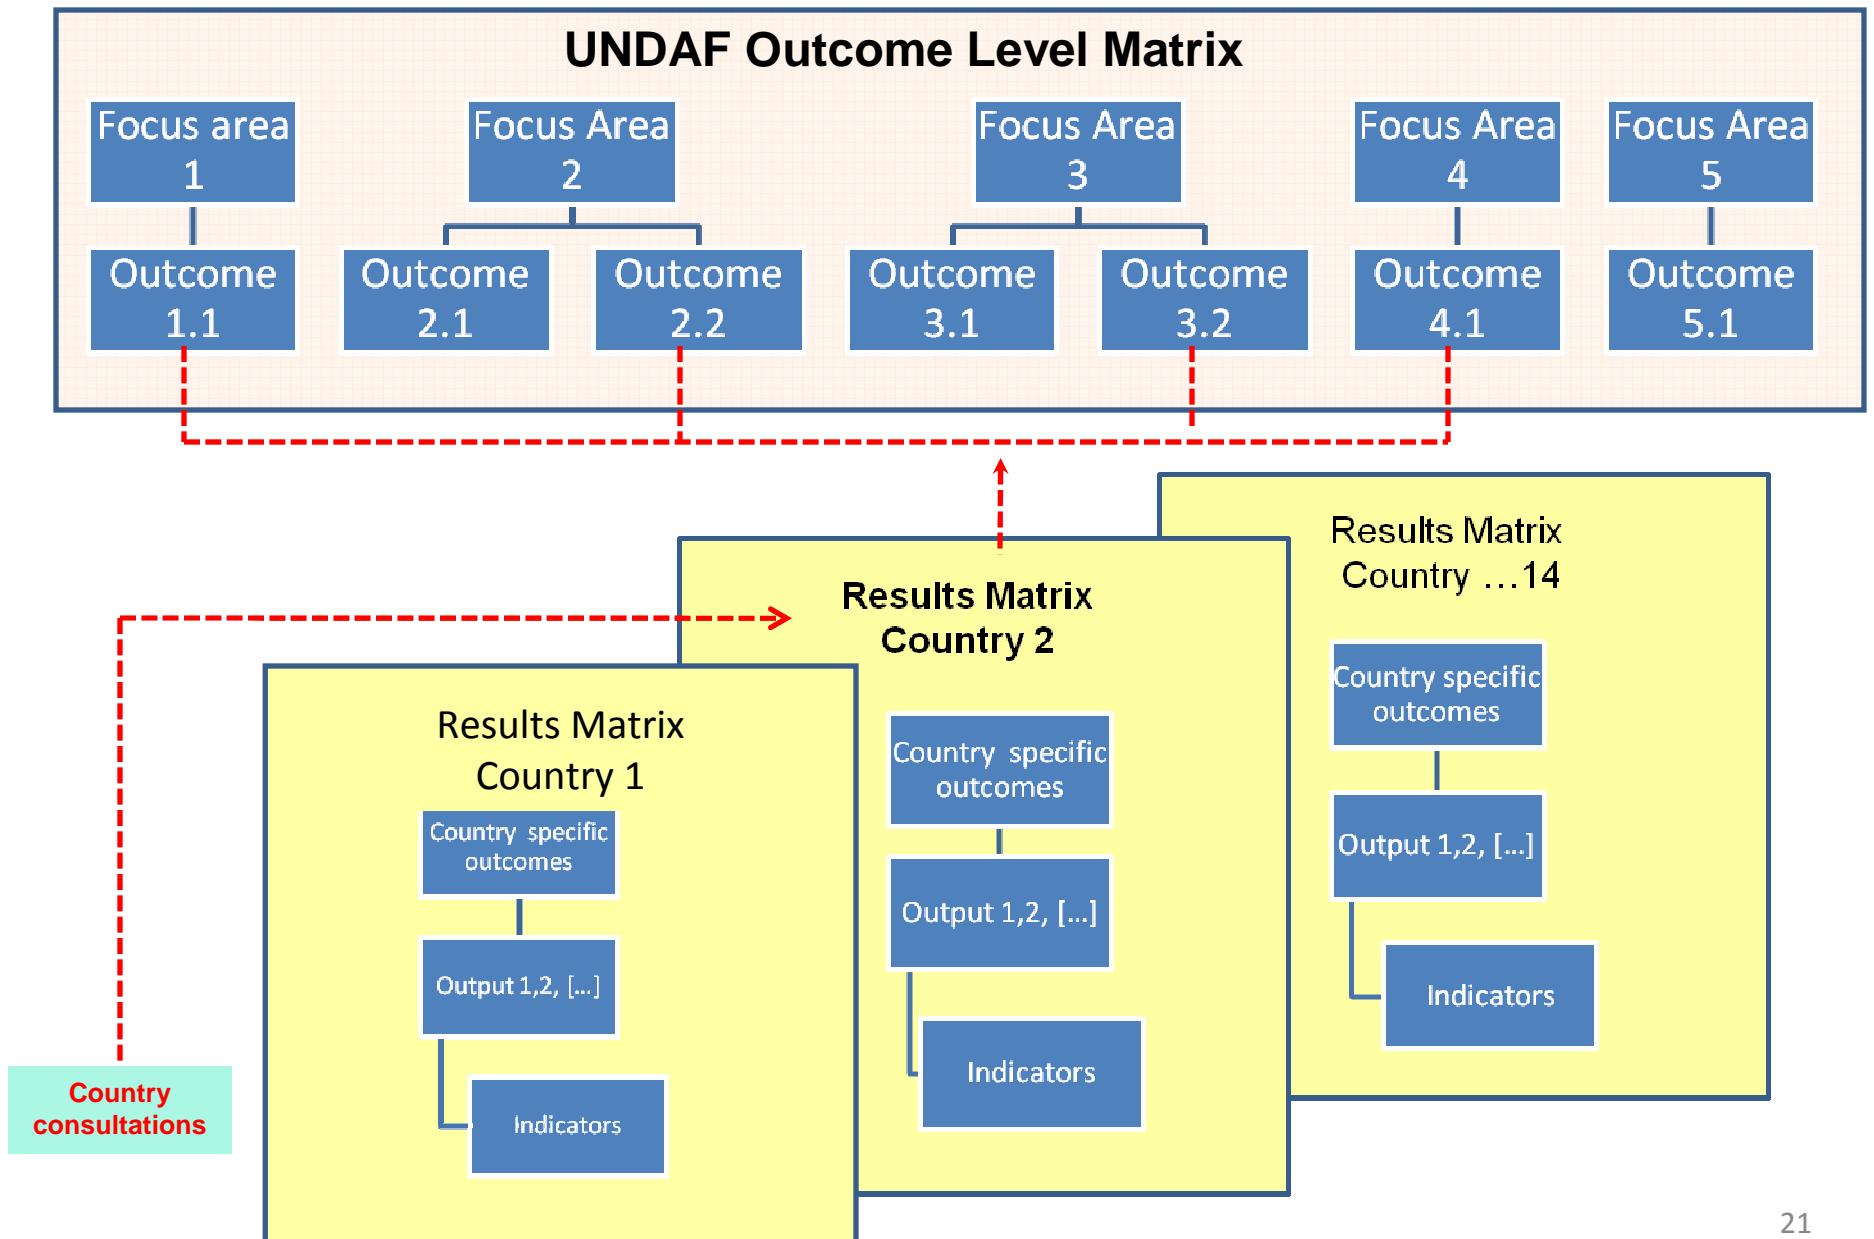 UNDAF Outcome Level Matrix
Focus area
1
Focus Area
2
Focus Area
3
Focus Area
4
Focus Area
5
Outcome
1.1
Outcome
2.1
Outcome
2.2
Outcome
3.1
Outcome
3.2
Outcome
4.1
Outcome
5.1
Results Matrix
Country 1
Country specific
outcomes
Output 1,2, [...]
Indicators
Results Matrix
Country 2
Country specific
outcomes
Output 1,2, [...]
Indicators
Results Matrix
Country ...14
Country specific
outcomes
Output 1,2, [...]
Indicators
Country
consultations
21